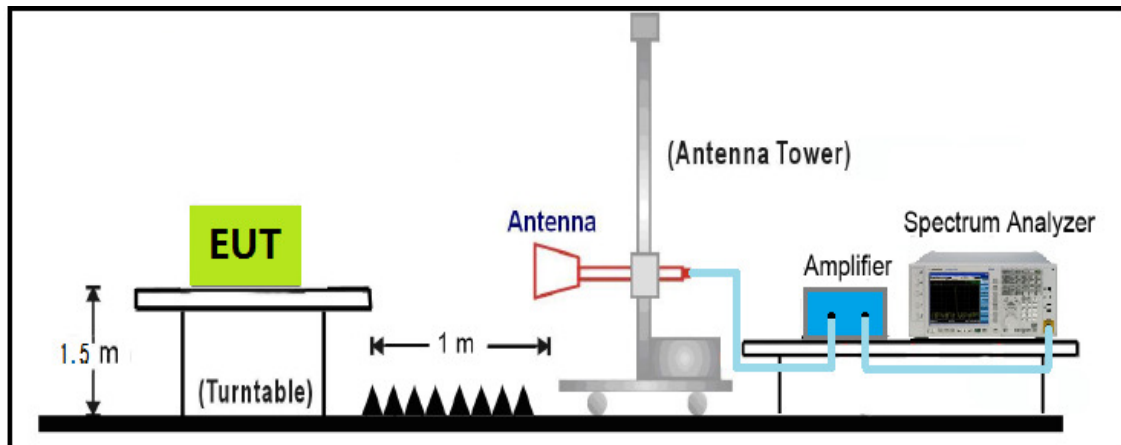 (Antenna Tower)
Antenna
Spectrum Analyzer
EUT
Amplifier
1.5 m
1 m
(Turntable)